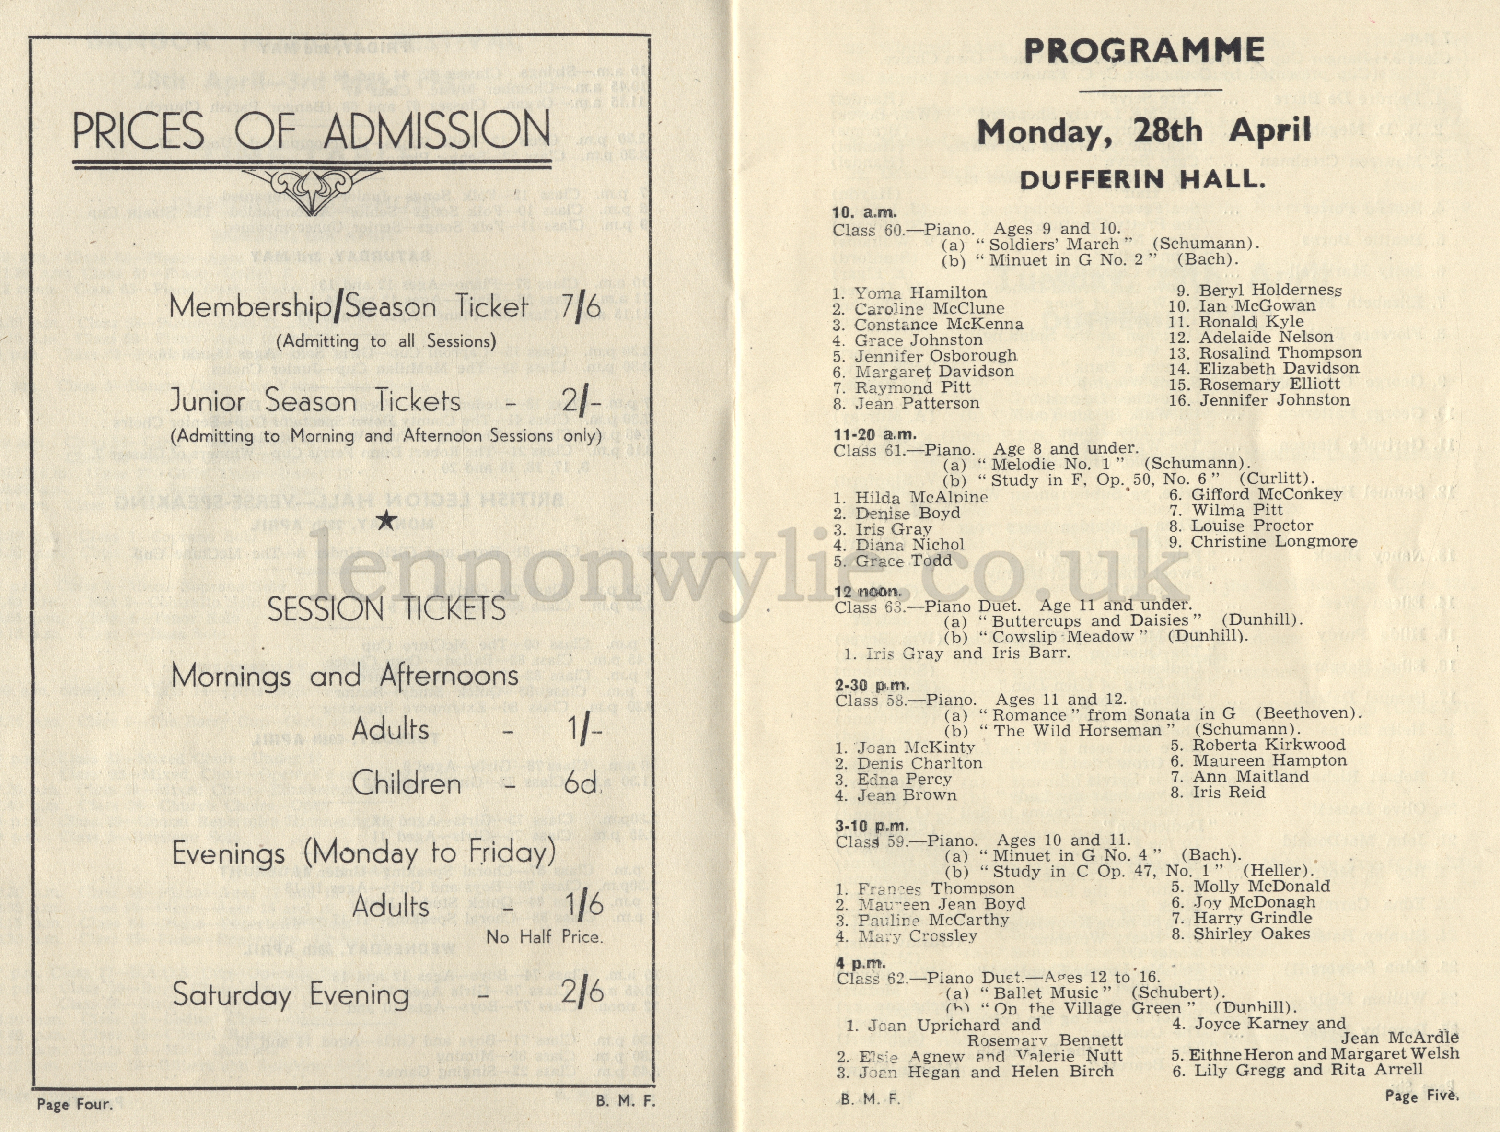 PRICES OF ADMISSION
Membership/Season Ticket 7/6
(Admitting to all Sessions)
Junior Season Tickets - 2/-
(Admitting to Morning and Afternoon Sessions only)
SESSION TICKETS
Mornings and Afternoons
Adults - 1/-
Children - 6d.
Evenings (Monday to Friday)
Adults - 1/6
No Half Price.
Saturday Evening - 2/6
Page Four.
B. M. F.
PROGRAMME
Monday, 28th April
DUFFERIN HALL.
10. a.m.
Class 60.—Piano. Ages 9 and 10.
(a) "Soldiers' March" (Schumann).
(b) "Minuet in G No. 2" (Bach).
1. Yoma Hamilton
2. Caroline McClune
3. Constance McKenna
4. Grace Johnston
5. Jennifer Osborough
6. Margaret Davidson
7. Raymond Pitt
8. Jean Patterson
9. Beryl Holderness
10. Ian McGowan
11. Ronald Kyle
12. Adelaide Nelson
13. Rosalind Thompson
14. Elizabeth Davidson
15. Rosemary Elliott
16. Jennifer Johnston
11-20 a.m.
Class 61.—Piano. Age 8 and under.
(a) "Melodie No. 1" (Schumann).
(b) "Study in F, Op. 50, No. 6" (Curlitt).
1. Hilda McAlpine
2. Denise Boyd
3. Iris Gray
4. Diana Nichol
5. Grace Todd
6. Gifford McConkey
7. Wilma Pitt
8. Louise Proctor
9. Christine Longmore
lennonwylie.co.uk
12 noon.
Class 63.—Piano Duet. Age 11 and under.
(a) "Buttercups and Daisies" (Dunhill).
(b) "Cowslip Meadow" (Dunhill).
1. Iris Gray and Iris Barr.
2-30 p.m.
Class 58.—Piano. Ages 11 and 12.
(a) "Romance" from Sonata in G (Beethoven).
(b) "The Wild Horseman" (Schumann).
1. Joan McKinty
2. Denis Charlton
3. Edna Percy
4. Jean Brown
5. Roberta Kirkwood
6. Maureen Hampton
7. Ann Maitland
8. Iris Reid
3-10 p.m.
Class 59.—Piano. Ages 10 and 11.
(a) "Minuet in G No. 4" (Bach).
(b) "Study in C Op. 47, No. 1" (Heller).
1. Frances Thompson
2. Maureen Jean Boyd
3. Pauline McCarthy
4. Mary Crossley
5. Molly McDonald
6. Joy McDonagh
7. Harry Grindle
8. Shirley Oakes
4 p.m.
Class 62.—Piano Duet.—Ages 12 to 16.
(a) "Ballet Music" (Schubert).
(b) "On the Village Green" (Dunhill).
1. Joan Uprichard and
Rosemary Bennett
2. Elsie Agnew and Valerie Nutt
3. Joan Hegan and Helen Birch
4. Joyce Karney and
Jean McArdle
5. Eithne Heron and Margaret Welsh
6. Lily Gregg and Rita Arrell
B. M. F.
Page Five.